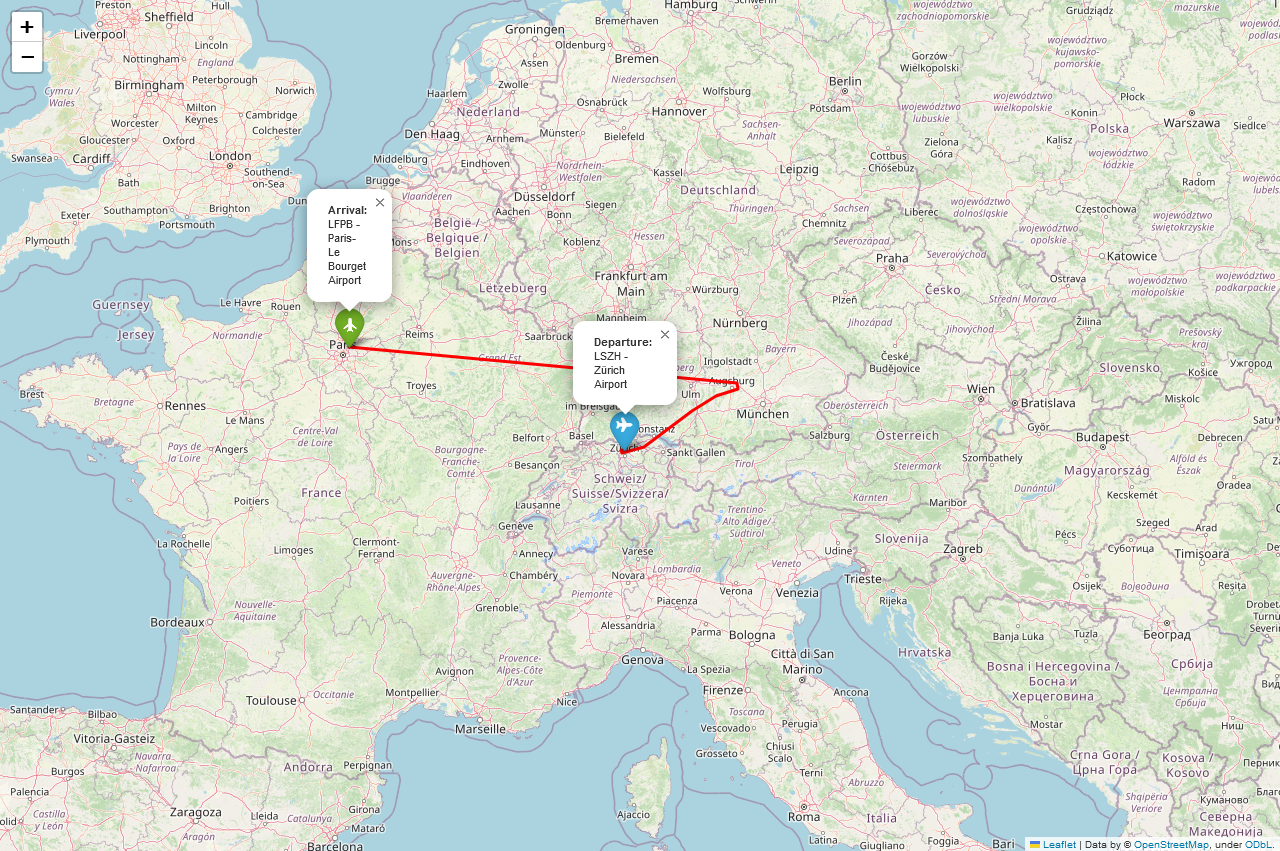 +
−
Preston
Sheffield
Liverpool
Lincoln
Nottingham
England
Peterborough
Norwich
Birmingham
Cymru /
Wales
Worcester
Milton
Keynes
Cambridge
Colchester
Gloucester
Oxford
Swansea
Cardiff
London
Southend-
on-Sea
Bath
Exeter
Southampton
Brighton
Portsmouth
Plymouth
Guernsey
Jersey
Hull
Groningen
Assen
Zwolle
Haarlem
Nederland
Den Haag
Arnhem
Middelburg
Eindhoven
Brugge
Vlaanderen
België /
Belgique /
Belgien
Mons
Aachen
Lëtzebuerg
Bremerhaven
Hamburg
Schwerin
Oldenburg
Bremen
Niedersachsen
Wolfsburg
Osnabrück
Hannover
Münster
Bielefeld
Sachsen-
Anhalt
Nordrhein-
Westfalen
Kassel
Düsseldorf
Siegen
Bonn
Koblenz
Hessen
Deutschland
Thüringen
Leipzig
Berlin
Potsdam
Cottbus
- Chóśebuz
Sachsen
Chemnitz
Frankfurt am
Main
Würzburg
Mannheim
Nürnberg
Saarbrücken
Ingolstadt
Bayern
Augsburg
Ulm
München
Konstanz
im Breisgau
województwo
zachodniopomorskie
Grudziądz
mazurskie
województwo
kujawsko-
pomorskie
Gorzów
Wielkopolski
województwo
wielkopolskie
województwo
lubuskie
Płock
Konin
Warszawa
Siedlce
Polska
Zielona
Góra
Kalisz
województwo
łódzkie
Radom
województwo
dolnośląskie
Częstochowa
województwo
świętokrzyskie
województwo
opolskie
Katowice
województwo
małopolskie
województwo
podkarpackie
Liberec
Severozápad
Severovýchod
Praha
Ostrava
Plzeň
Česko
Střední Morava
Jihozápad
Jihovýchod
České
Budějovice
Žilina
Prešovský
kraj
Košice
Ужгород
Slovensko
Miskolc
Bratislava
Wien
Győr
Budapest
Debrecen
Satu
Mare
Magyarország
Alföld és
Észak
Oradea
Dunántúl
Kecskemét
Szeged
Arad
Pécs
Суботица
Timișoara
Војводина
Osijek
Reșița
Београд
Drobeta-
Turnu
Severin
Oberösterreich
Salzburg
Österreich
Szombathely
Steiermark
Kärnten
Maribor
Tirol
Slovenija
Zagreb
Udine
Trieste
Rijeka
Hrvatska
Banja Luka
Tuzla
Bosna i Hercegovina /
Босна и
Херцеговина
Mostar
Србија
Централна
Србија
Ниш
Crna Gora /
Црна Гора
Kosova /
Kosovo
Перник
Shqipëria
Veriore
Куманово
Северна
Македонија
Благо
Arrival:
LFPB -
Paris-
Le
Bourget
Airport
×
Departure:
LSZH -
Zürich
Airport
×
Le Havre
Rouen
Normandie
Reims
Paris
Grand Est
Troyes
Brest
Bretagne
Rennes
Le Mans
Angers
Pays de
la Loire
Centre-Val
de Loire
Bourgogne-
Franche-
Comté
Belfort
Besançon
Basel
Zürich
Sankt Gallen
Schweiz/
Suisse/Svizzera/
Svizra
Lausanne
Genève
France
Poitiers
La Rochelle
Limoges
Clermont-
Ferrand
Annecy
Chambéry
Auvergne-
Rhône-Alpes
Grenoble
Nouvelle-
Aquitaine
Bordeaux
Provence-
Alpes-Côte
d'Azur
Avignon
Occitanie
Toulouse
Montpellier
Nice
Marseille
Perpignan
Andorra
Santander
Bilbao
Vitoria-Gasteiz
Navarra
- Nafarroa
Burgos
Palencia
Castilla
y León
Zaragoza
Lleida
Aragón
Catalunya
Girona
Mataró
Barcelona
Varese
Novara
Lombardia
Piemonte
Trentino-
Alto Adige/
Südtirol
Veneto
Verona
Venezia
Piacenza
Alessandria
Parma
Bologna
Genova
La Spezia
Città di San
Marino
Firenze
Toscana
Ancona
Vescovado
Perugia
Grosseto
Chiusi
Scalo
Terni
Abruzzo
Roma
Italia
Latina
Foggia
Bari
Ajaccio
Leaflet | Data by © OpenStreetMap, under ODbL.